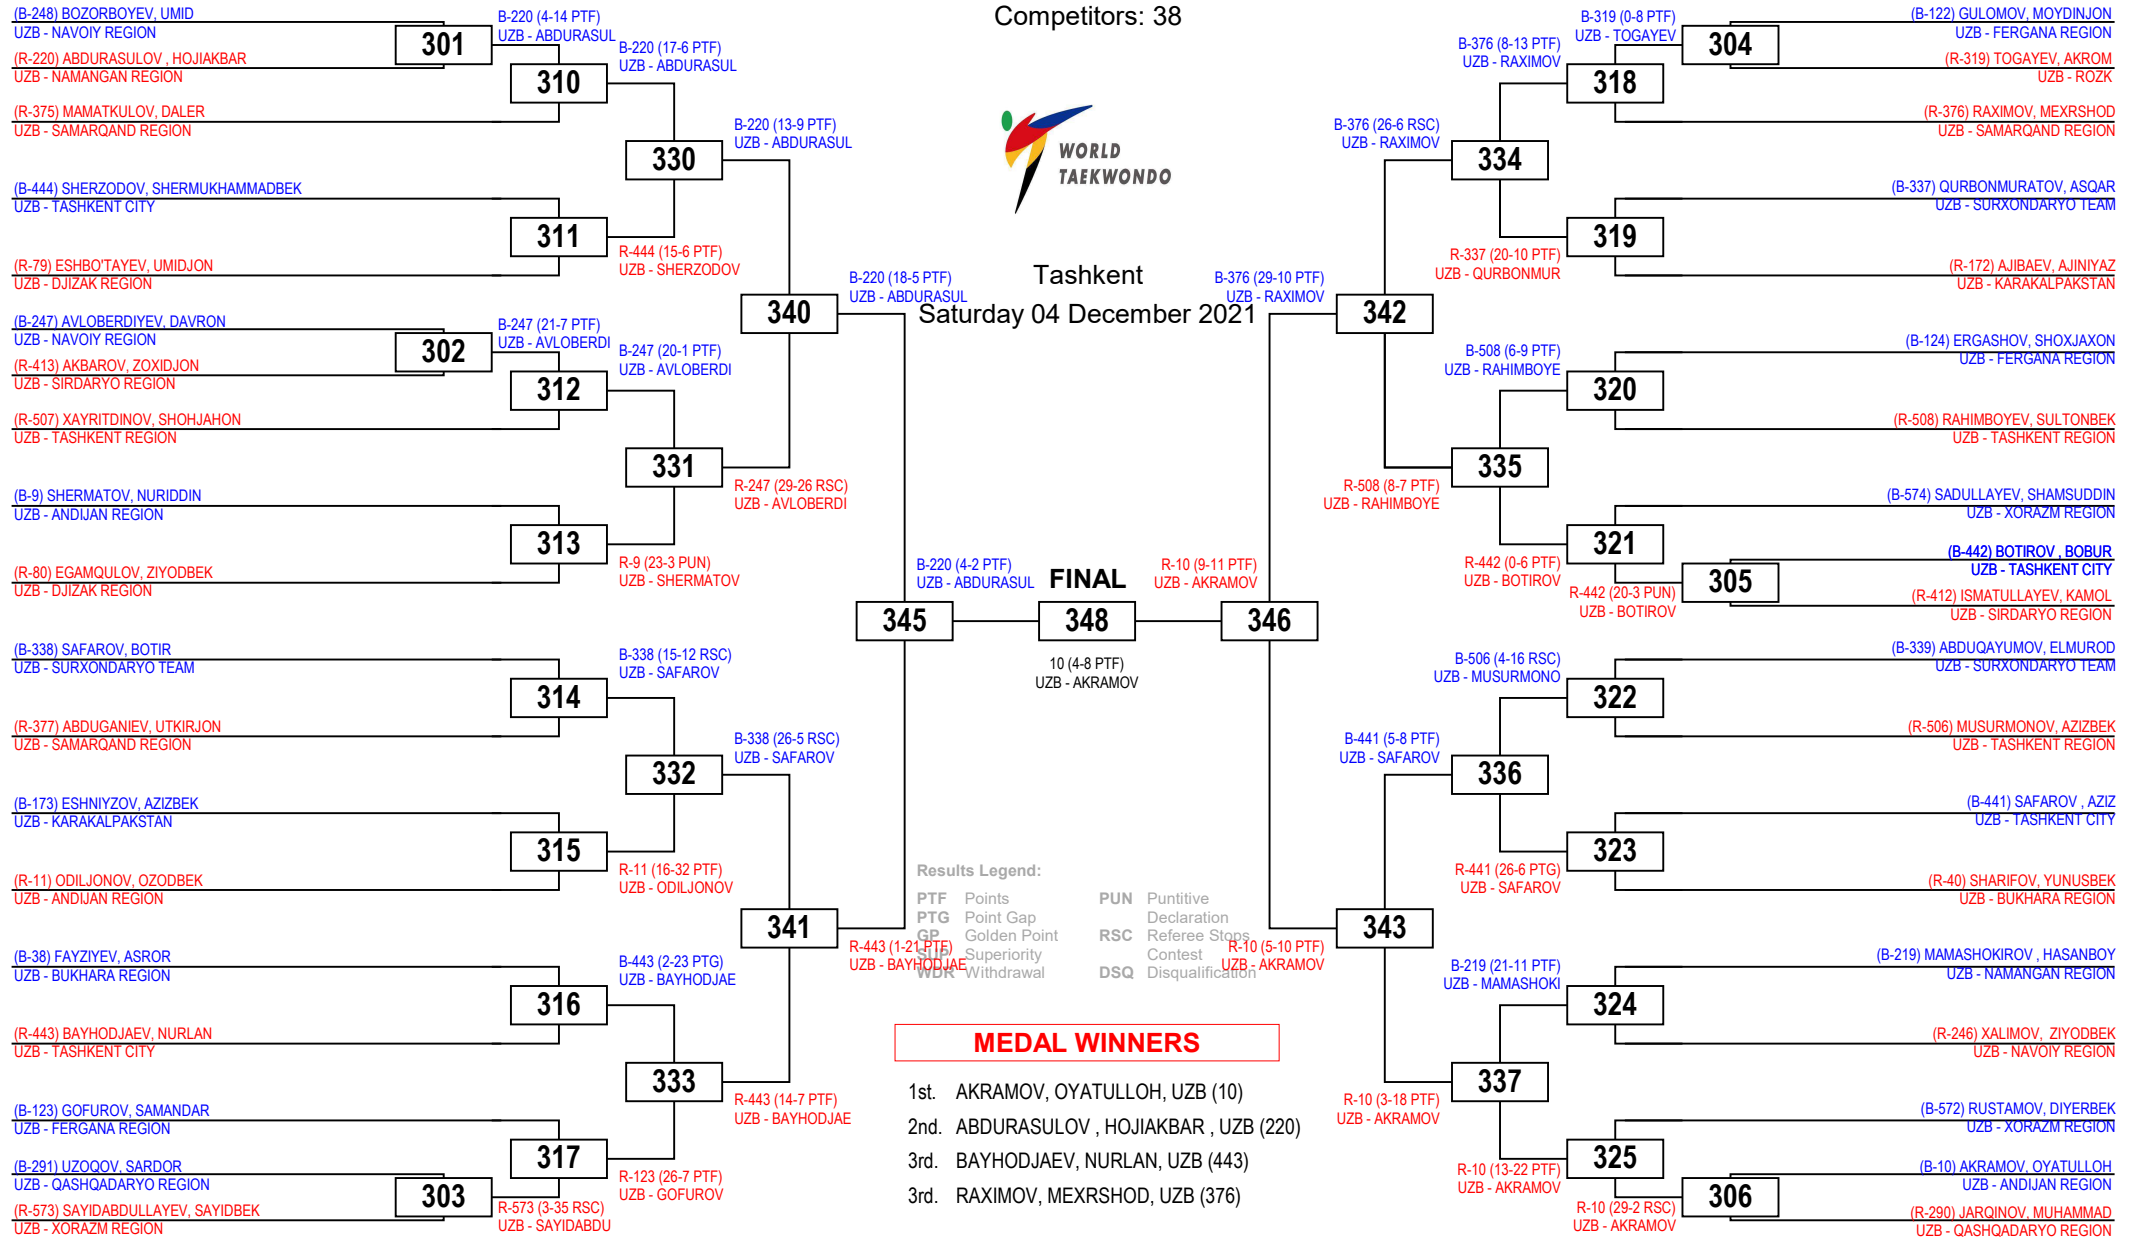 Competitors: 38
WORLD
TAEKWONDO
Tashkent
Saturday 04 December 2021
(B-248) BOZORBOYEV, UMID
UZB - NAVOIY REGION
301
(R-220) ABDURASULOV , HOJIAKBAR
UZB - NAMANGAN REGION
B-220 (4-14 PTF)
UZB - ABDURASUL
310
(R-375) MAMATKULOV, DALER
UZB - SAMARQAND REGION
B-220 (17-6 PTF)
UZB - ABDURASUL
330
B-220 (13-9 PTF)
UZB - ABDURASUL
(B-444) SHERZODOV, SHERMUKHAMMADBEK
UZB - TASHKENT CITY
311
(R-79) ESHBO'TAYEV, UMIDJON
UZB - DJIZAK REGION
R-444 (15-6 PTF)
UZB - SHERZODOV
340
B-220 (18-5 PTF)
UZB - ABDURASUL
(B-247) AVLOBERDIYEV, DAVRON
UZB - NAVOIY REGION
302
(R-413) AKBAROV, ZOXIDJON
UZB - SIRDARYO REGION
B-247 (21-7 PTF)
UZB - AVLOBERDI
312
(R-507) XAYRITDINOV, SHOHJAHON
UZB - TASHKENT REGION
B-247 (20-1 PTF)
UZB - AVLOBERDI
331
R-247 (29-26 RSC)
UZB - AVLOBERDI
(B-9) SHERMATOV, NURIDDIN
UZB - ANDIJAN REGION
313
(R-80) EGAMQULOV, ZIYODBEK
UZB - DJIZAK REGION
R-9 (23-3 PUN)
UZB - SHERMATOV
345
B-220 (4-2 PTF)
UZB - ABDURASUL
(B-338) SAFAROV, BOTIR
UZB - SURXONDARYO TEAM
314
(R-377) ABDUGANIEV, UTKIRJON
UZB - SAMARQAND REGION
B-338 (15-12 RSC)
UZB - SAFAROV
332
B-338 (26-5 RSC)
UZB - SAFAROV
(B-173) ESHNIYZOV, AZIZBEK
UZB - KARAKALPAKSTAN
315
(R-11) ODILJONOV, OZODBEK
UZB - ANDIJAN REGION
R-11 (16-32 PTF)
UZB - ODILJONOV
341
R-443 (1-21 PTF)
UZB - BAYHODJAE
(B-38) FAYZIYEV, ASROR
UZB - BUKHARA REGION
316
(R-443) BAYHODJAEV, NURLAN
UZB - TASHKENT CITY
B-443 (2-23 PTG)
UZB - BAYHODJAE
333
R-443 (14-7 PTF)
UZB - BAYHODJAE
(B-123) GOFUROV, SAMANDAR
UZB - FERGANA REGION
317
R-123 (26-7 PTF)
UZB - GOFUROV
(B-291) UZOQOV, SARDOR
UZB - QASHQADARYO REGION
303
(R-573) SAYIDABDULLAYEV, SAYIDBEK
UZB - XORAZM REGION
R-573 (3-35 RSC)
UZB - SAYIDABDU
FINAL
348
10 (4-8 PTF)
UZB - AKRAMOV
B-319 (0-8 PTF)
UZB - TOGAYEV
304
(B-122) GULOMOV, MOYDINJON
UZB - FERGANA REGION
(R-319) TOGAYEV, AKROM
UZB - ROZK
B-376 (8-13 PTF)
UZB - RAXIMOV
318
(R-376) RAXIMOV, MEXRSHOD
UZB - SAMARQAND REGION
B-376 (26-6 RSC)
UZB - RAXIMOV
334
(B-337) QURBONMURATOV, ASQAR
UZB - SURXONDARYO TEAM
319
(R-172) AJIBAEV, AJINIYAZ
UZB - KARAKALPAKSTAN
R-337 (20-10 PTF)
UZB - QURBONMUR
B-376 (29-10 PTF)
UZB - RAXIMOV
342
(B-124) ERGASHOV, SHOXJAXON
UZB - FERGANA REGION
320
(R-508) RAHIMBOYEV, SULTONBEK
UZB - TASHKENT REGION
B-508 (6-9 PTF)
UZB - RAHIMBOYE
335
R-508 (8-7 PTF)
UZB - RAHIMBOYE
(B-574) SADULLAYEV, SHAMSUDDIN
UZB - XORAZM REGION
321
R-442 (0-6 PTF)
UZB - BOTIROV
(B-442) BOTIROV , BOBUR
UZB - TASHKENT CITY
305
(R-412) ISMATULLAYEV, KAMOL
UZB - SIRDARYO REGION
R-442 (20-3 PUN)
UZB - BOTIROV
R-10 (9-11 PTF)
UZB - AKRAMOV
346
(B-339) ABDUQAYUMOV, ELMUROD
UZB - SURXONDARYO TEAM
322
(R-506) MUSURMONOV, AZIZBEK
UZB - TASHKENT REGION
B-506 (4-16 RSC)
UZB - MUSURMONO
336
B-441 (5-8 PTF)
UZB - SAFAROV
(B-441) SAFAROV , AZIZ
UZB - TASHKENT CITY
323
(R-40) SHARIFOV, YUNUSBEK
UZB - BUKHARA REGION
R-441 (26-6 PTG)
UZB - SAFAROV
343
R-10 (5-10 PTF)
UZB - AKRAMOV
(B-219) MAMASHOKIROV , HASANBOY
UZB - NAMANGAN REGION
324
(R-246) XALIMOV, ZIYODBEK
UZB - NAVOIY REGION
B-219 (21-11 PTF)
UZB - MAMASHOKI
337
R-10 (3-18 PTF)
UZB - AKRAMOV
(B-572) RUSTAMOV, DIYERBEK
UZB - XORAZM REGION
325
R-10 (13-22 PTF)
UZB - AKRAMOV
(B-10) AKRAMOV, OYATULLOH
UZB - ANDIJAN REGION
306
(R-290) JARQINOV, MUHAMMAD
UZB - QASHQADARYO REGION
R-10 (29-2 RSC)
UZB - AKRAMOV
Results Legend:
PTF Points
PTG Point Gap
GP Golden Point
SUP Superiority
WDR Withdrawal
PUN Puntitive
Declaration
RSC Referee Stops
Contest
DSQ Disqualification
MEDAL WINNERS
1st. AKRAMOV, OYATULLOH, UZB (10)
2nd. ABDURASULOV , HOJIAKBAR , UZB (220)
3rd. BAYHODJAEV, NURLAN, UZB (443)
3rd. RAXIMOV, MEXRSHOD, UZB (376)